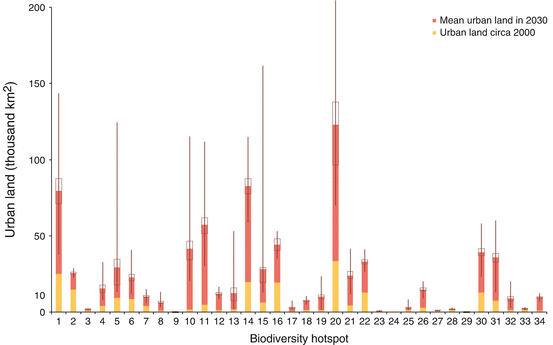 Mean urban land in 2030
Urban land circa 2000
Urban land (thousand km2)
200
150
100
50
10
0
1 2 3 4 5 6 7 8 9 10 11 12 13 14 15 16 17 18 19 20 21 22 23 24 25 26 27 28 29 30 31 32 33 34
Biodiversity hotspot